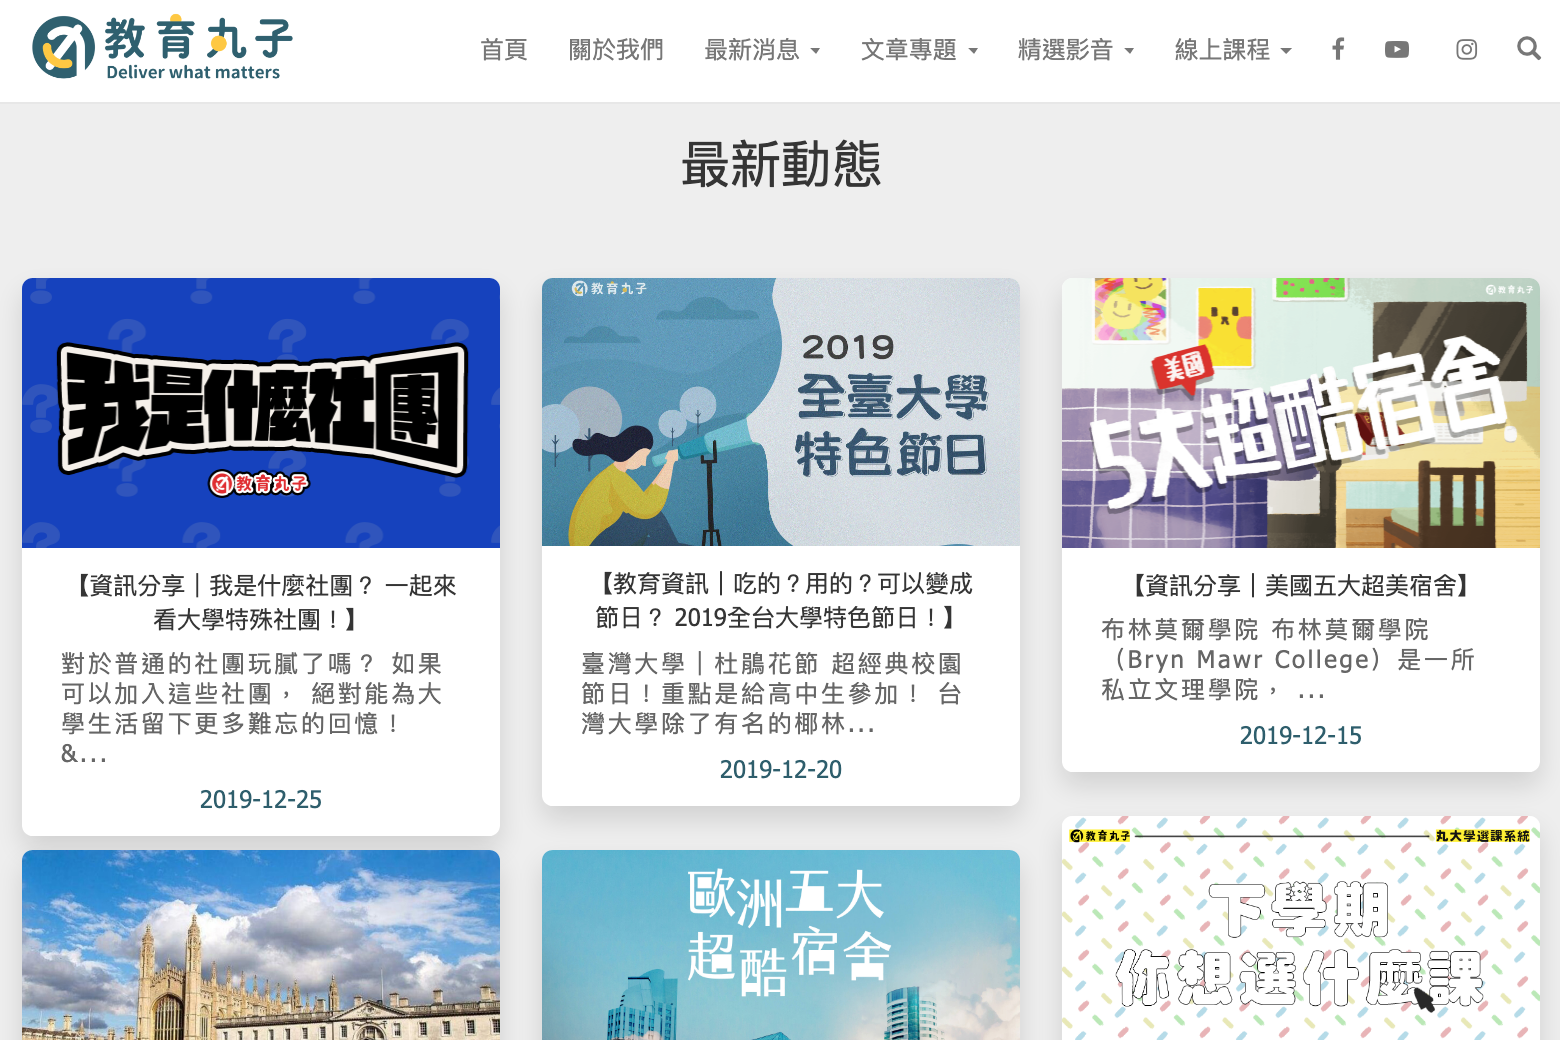 教育丸子
Deliver what matters
首頁 關於我們 最新消息 文章專題 精選影音 線上課程
最新動態
我是什麼社團
教育丸子
【資訊分享｜我是什麼社團？ 一起來
看大學特殊社團！】
對於普通的社團玩膩了嗎？ 如果
可以加入這些社團， 絕對能為大
學生活留下更多難忘的回憶！
&...
2019-12-25
教育丸子
2019
全臺大學
特色節日
【教育資訊｜吃的？用的？可以變成
節日？ 2019全台大學特色節日！】
臺灣大學｜杜鵑花節 超經典校園
節日！重點是給高中生參加！ 台
灣大學除了有名的椰林...
2019-12-20
教育丸子
美國
5大超酷宿舍
【資訊分享｜美國五大超美宿舍】
布林莫爾學院 布林莫爾學院
（Bryn Mawr College）是一所
私立文理學院， ...
2019-12-15
歐洲五大
超酷宿舍
教育丸子
丸大學選課系統
下學期
你想選什麼課